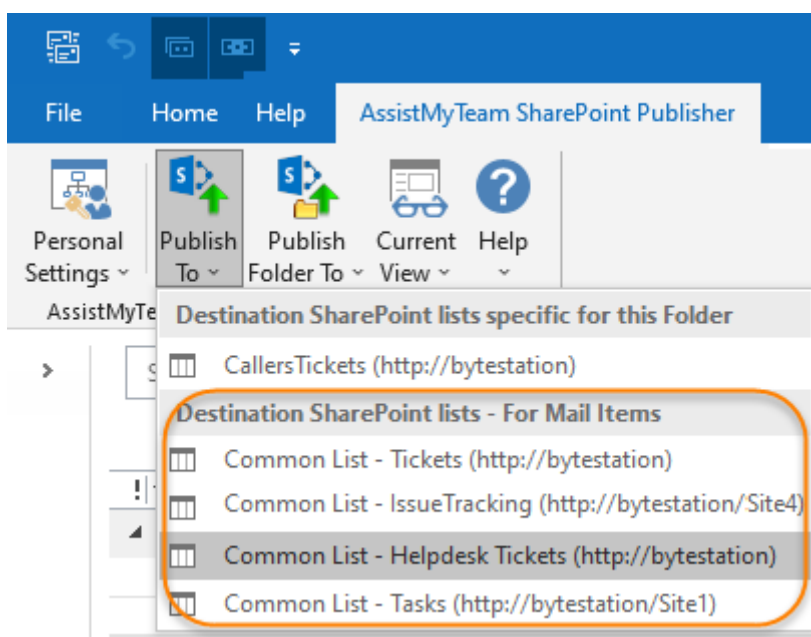 File Home Help AssistMyTeam SharePoint Publisher
Personal Settings
Publish To
Publish Folder To
Current View
Help
AssistMyTe
Destination SharePoint lists specific for this Folder
CallersTickets (http://bytestation)
Destination SharePoint lists - For Mail Items
Common List - Tickets (http://bytestation)
Common List - IssueTracking (http://bytestation/Site4)
Common List - Helpdesk Tickets (http://bytestation)
Common List - Tasks (http://bytestation/Site1)